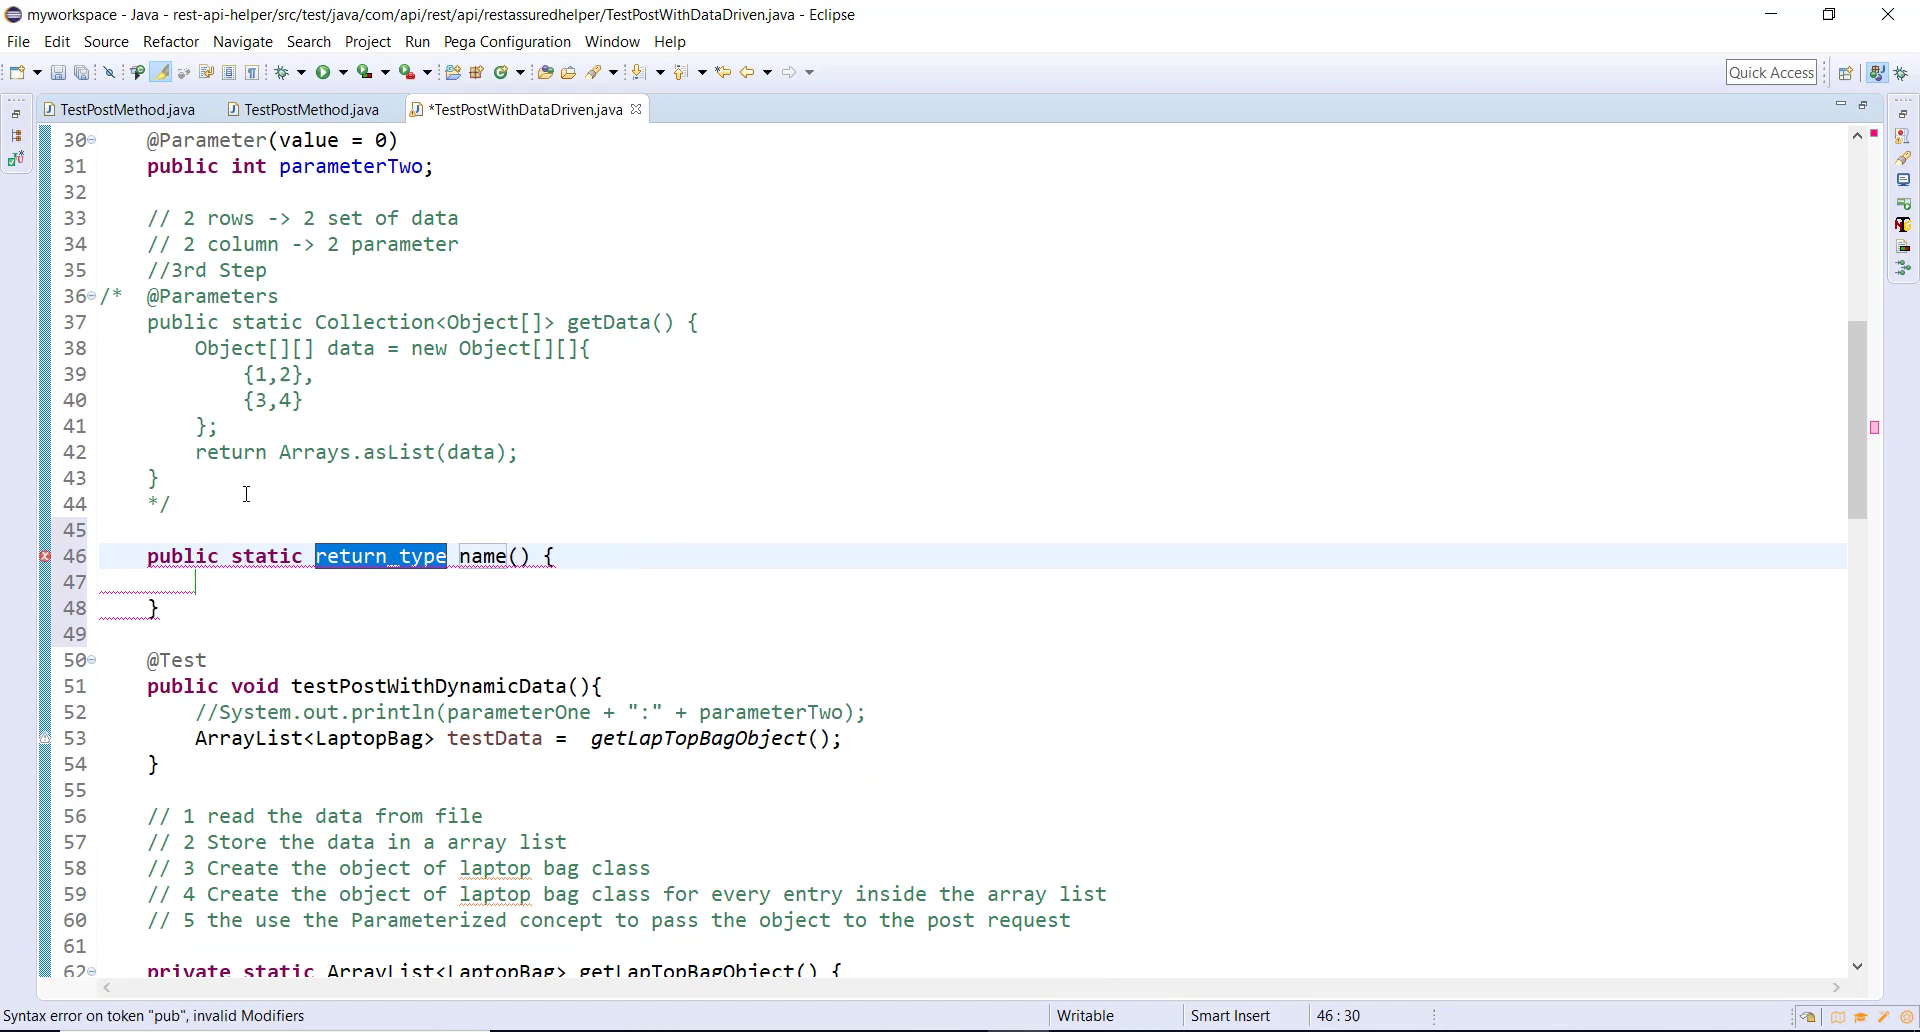 myworkspace - Java - rest-api-helper/src/test/java/com/api/rest/api/restassuredhelper/TestPostWithDataDriven.java - Eclipse
File Edit Source Refactor Navigate Search Project Run Pega Configuration Window Help
Quick Access
TestPostMethod.java TestPostMethod.java *TestPostWithDataDriven.java
30 @Parameter(value = 0)
31 public int parameterTwo;
32
33 // 2 rows -> 2 set of data
34 // 2 column -> 2 parameter
35 //3rd Step
36 /* @Parameters
37 public static Collection<Object[]> getData() {
38 Object[][] data = new Object[][]{
39 {1,2},
40 {3,4}
41 };
42 return Arrays.asList(data);
43 }
44 */
45
46 public static return_type name() {
47
48 }
49
50 @Test
51 public void testPostWithDynamicData(){
52 //System.out.println(parameterOne + ":" + parameterTwo);
53 ArrayList<LaptopBag> testData = getLapTopBagObject();
54 }
55
56 // 1 read the data from file
57 // 2 Store the data in a array list
58 // 3 Create the object of laptop bag class
59 // 4 Create the object of laptop bag class for every entry inside the array list
60 // 5 the use the Parameterized concept to pass the object to the post request
61
62 private static ArrayList<LaptopBag> getLapTopBagObject() {
Syntax error on token "pub", invalid Modifiers Writable Smart Insert 46 : 30